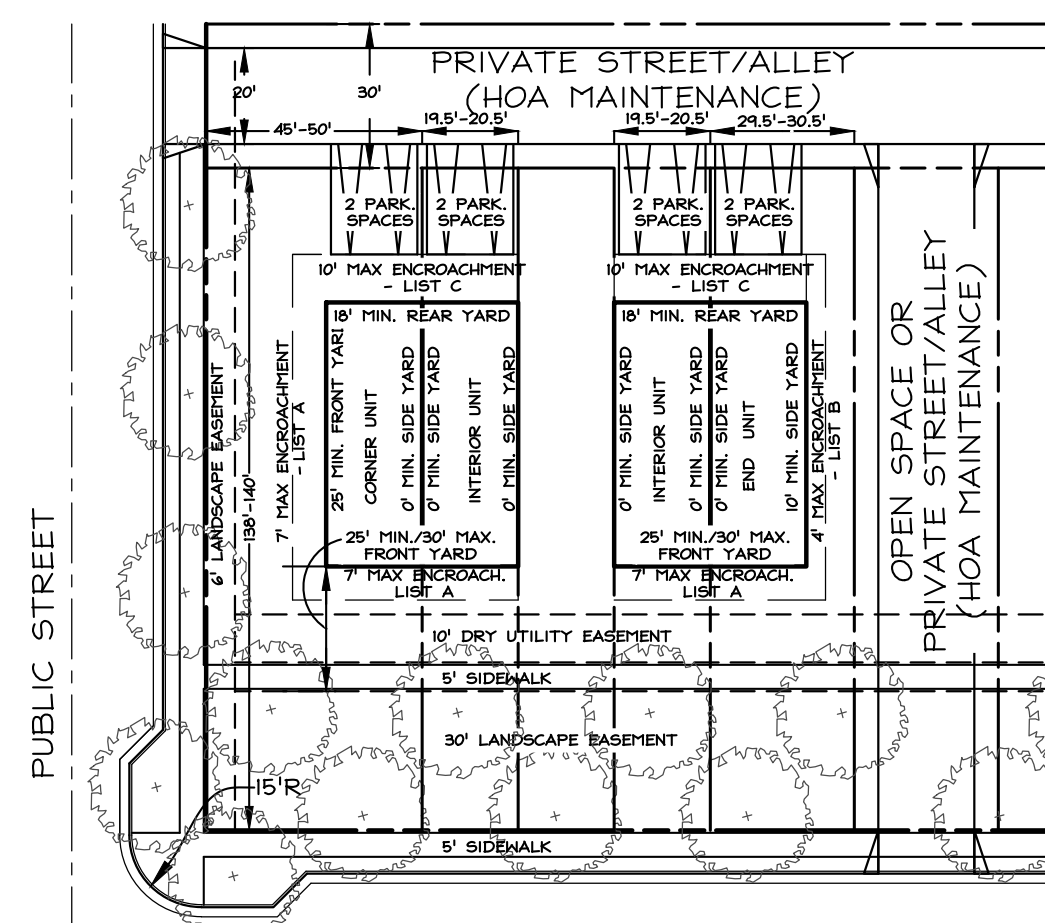 PRIVATE STREET/ALLEY
(HOA MAINTENANCE)
20'
30'
45'-50'
19.5'-20.5'
19.5'-20.5'
29.5'-30.5'
2 PARK.
SPACES
2 PARK.
SPACES
2 PARK.
SPACES
2 PARK.
SPACES
10' MAX ENCROACHMENT
- LIST C
10' MAX ENCROACHMENT
- LIST C
18' MIN. REAR YARD
18' MIN. REAR YARD
6' LANDSCAPE EASEMENT
138'-140'
7' MAX ENCROACHMENT
- LIST A
25' MIN. FRONT YARI
CORNER UNIT
0' MIN. SIDE YARD
0' MIN. SIDE YARD
INTERIOR UNIT
0' MIN. SIDE YARD
0' MIN. SIDE YARD
INTERIOR UNIT
0' MIN. SIDE YARD
0' MIN. SIDE YARD
END UNIT
10' MIN. SIDE YARD
4' MAX ENCROACHMENT
- LIST B
OPEN SPACE OR
PRIVATE STREET/ALLEY
(HOA MAINTENANCE)
25' MIN./30' MAX.
FRONT YARD
25' MIN./30' MAX.
FRONT YARD
7' MAX ENCROACH.
LIST A
7' MAX ENCROACH.
LIST A
10' DRY UTILITY EASEMENT
5' SIDEWALK
30' LANDSCAPE EASEMENT
PUBLIC STREET
15'R
5' SIDEWALK